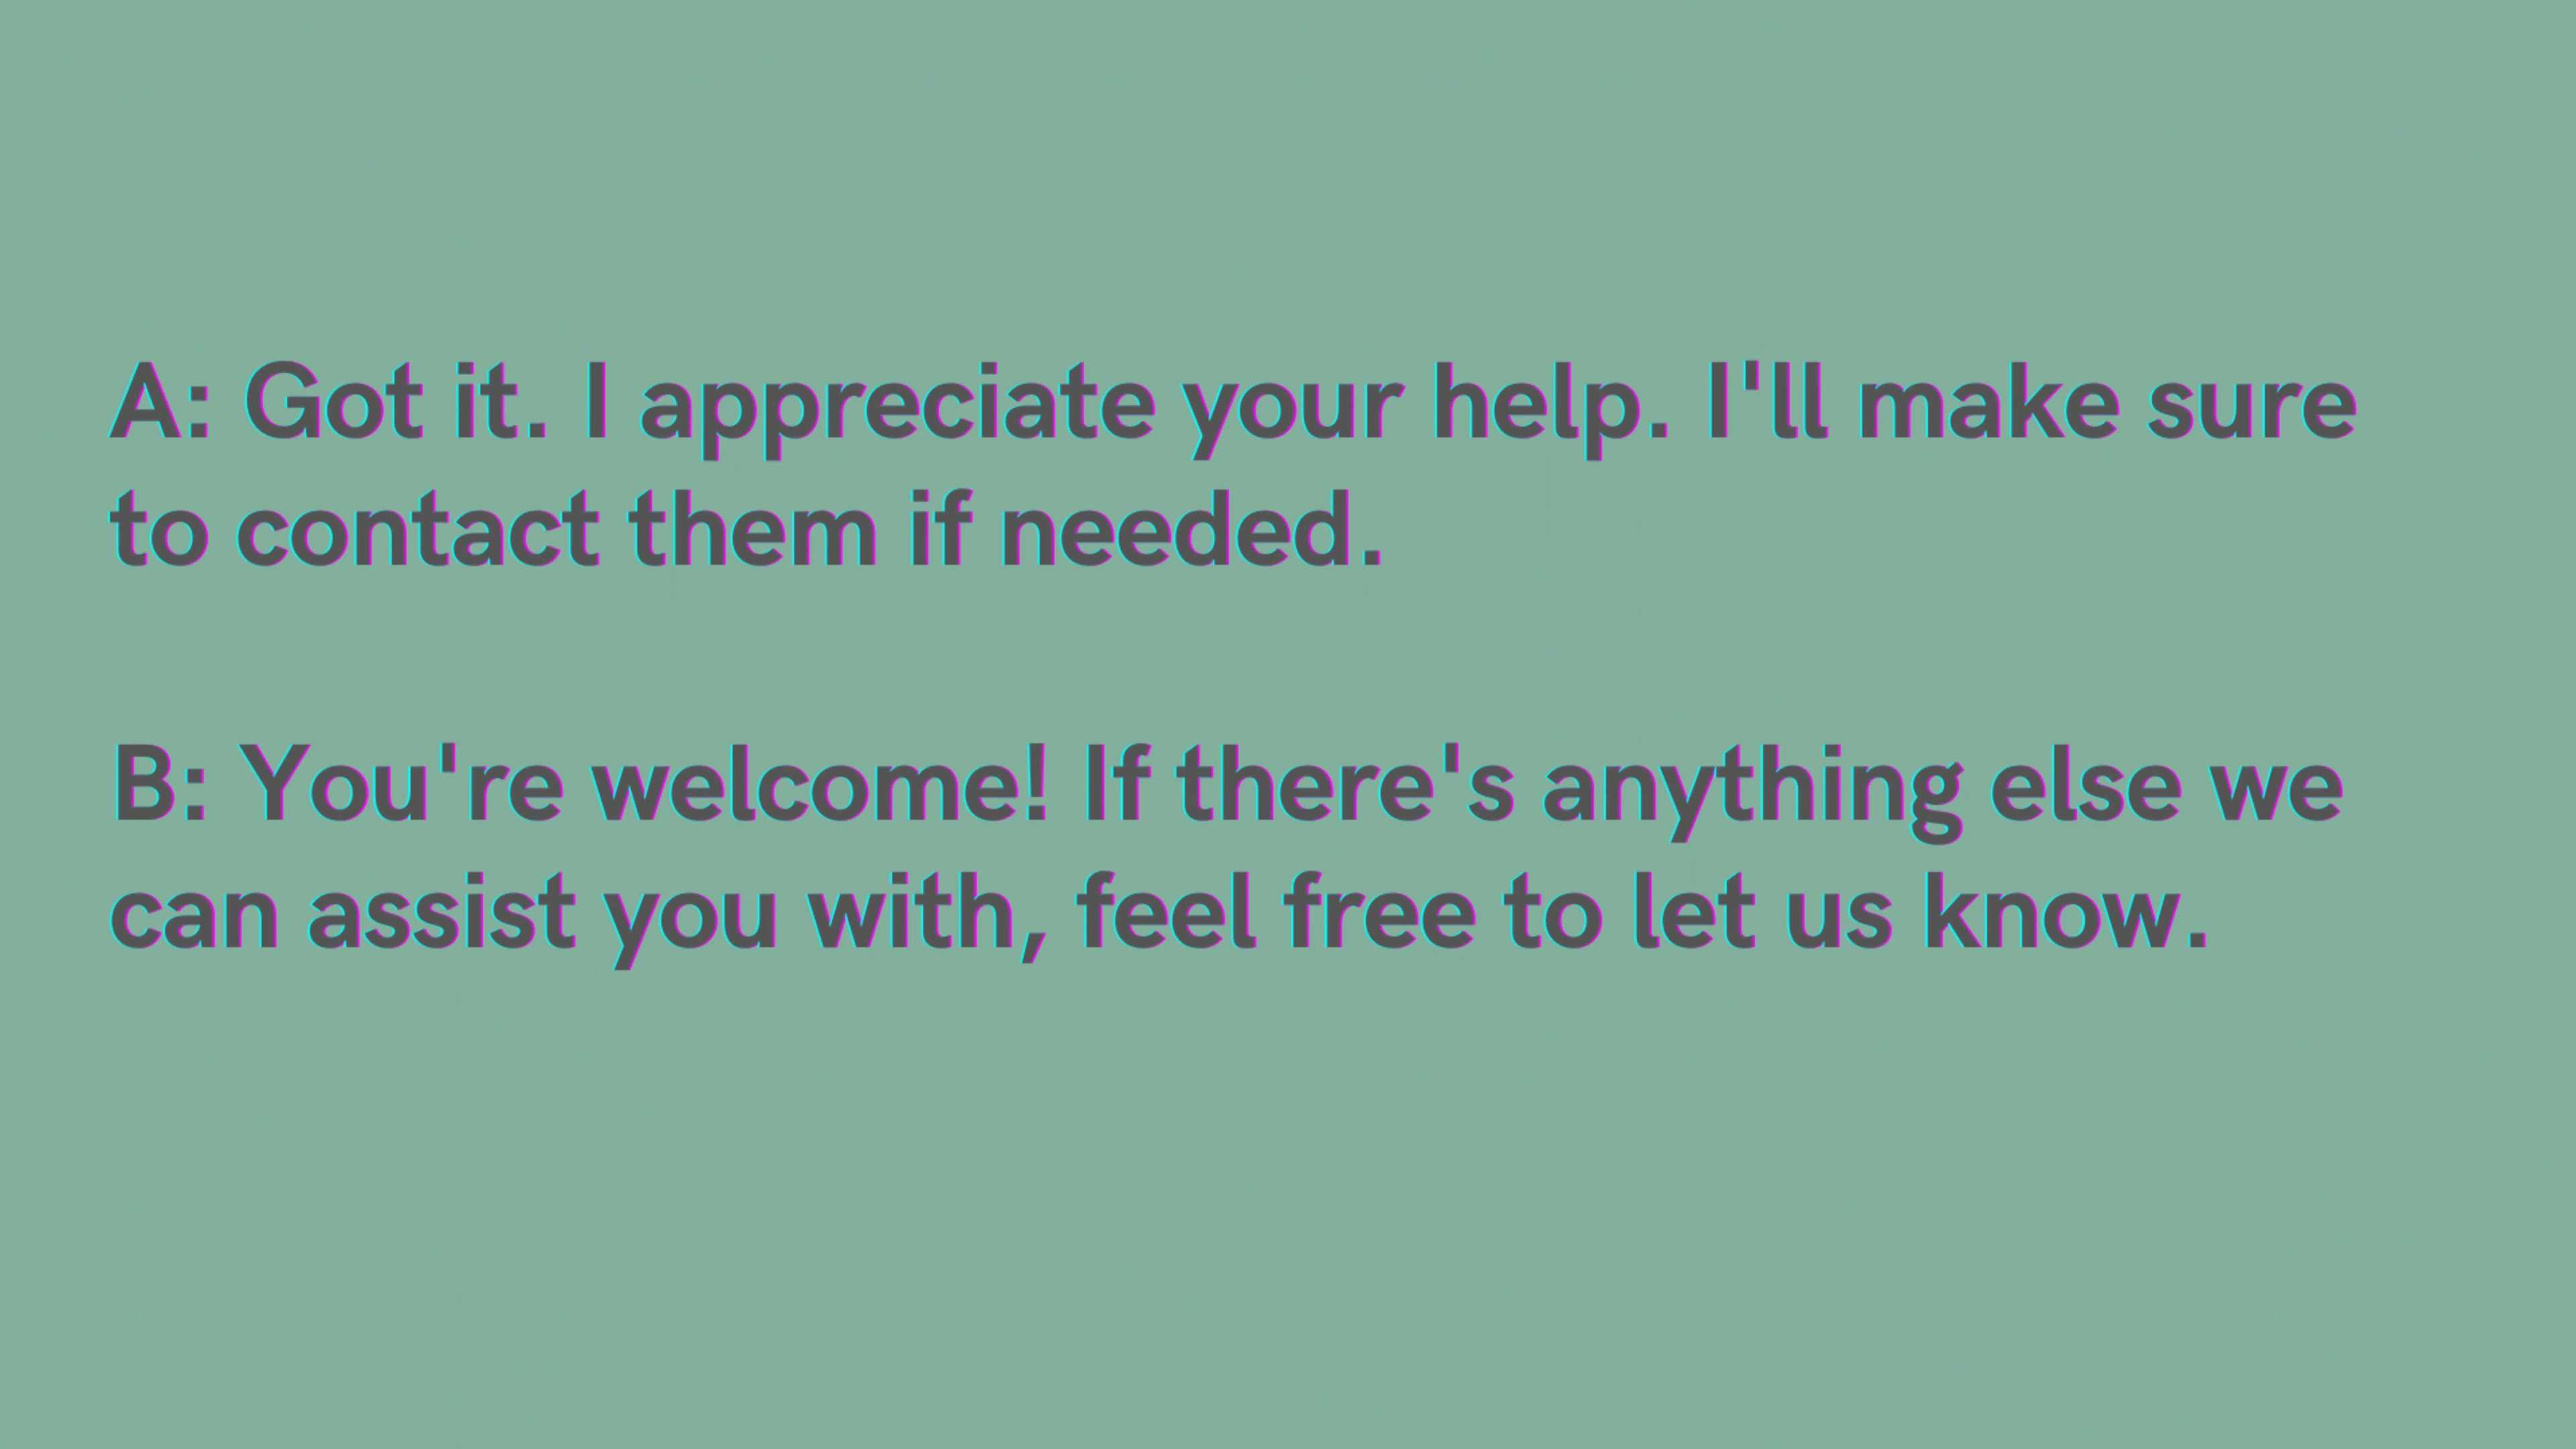 A: Got it. I appreciate your help. I'll make sure
to contact them if needed.
B: You're welcome! If there's anything else we
can assist you with, feel free to let us know.